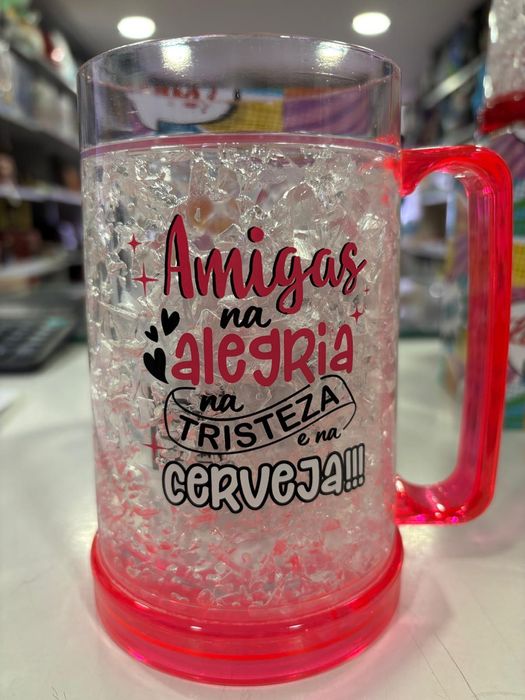 Amigas
na
alegria
na
TRISTEZA
e na
CERVEJA!!!